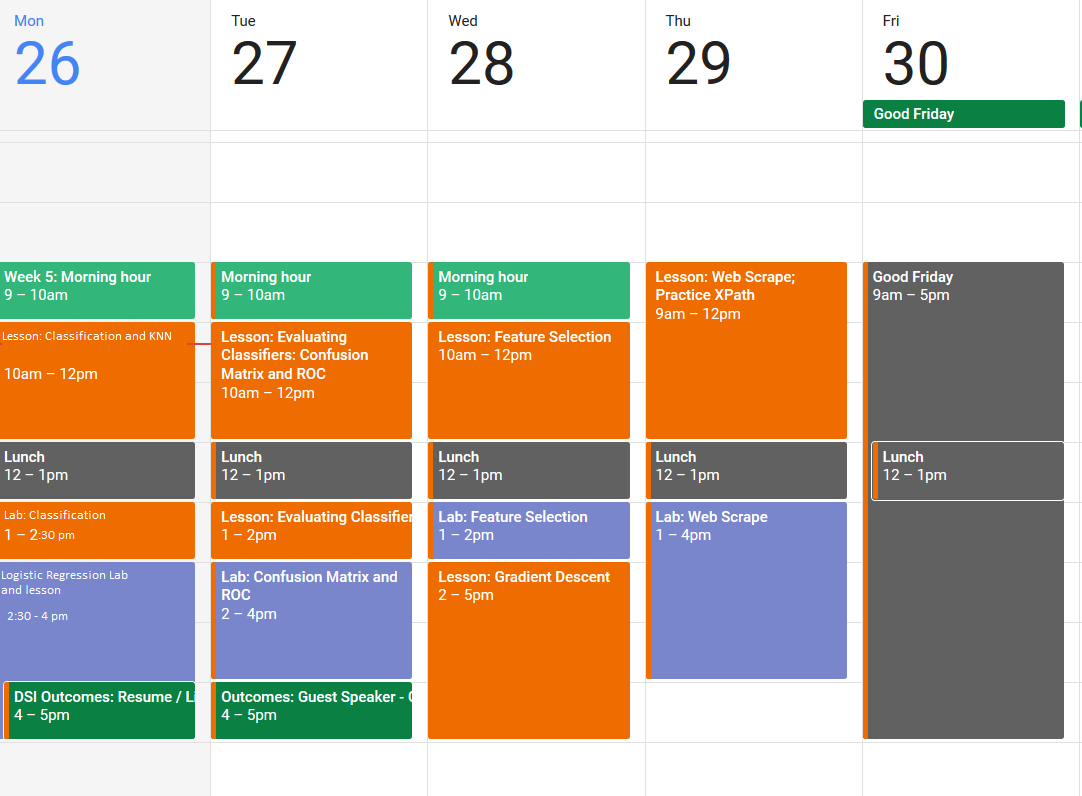 Mon
26
Tue
27
Wed
28
Thu
29
Fri
30
Good Friday
Week 5: Morning hour
9 – 10am
Lesson: Classification and KNN
10am – 12pm
Lunch
12 – 1pm
Lab: Classification
1 – 2:30 pm
Logistic Regression Lab
and lesson
2:30 - 4 pm
DSI Outcomes: Resume / Li
4 – 5pm
Morning hour
9 – 10am
Lesson: Evaluating
Classifiers: Confusion
Matrix and ROC
10am – 12pm
Lunch
12 – 1pm
Lesson: Evaluating Classifier
1 – 2pm
Lab: Confusion Matrix and
ROC
2 – 4pm
Outcomes: Guest Speaker -
4 – 5pm
Morning hour
9 – 10am
Lesson: Feature Selection
10am – 12pm
Lunch
12 – 1pm
Lab: Feature Selection
1 – 2pm
Lesson: Gradient Descent
2 – 5pm
Lesson: Web Scrape;
Practice XPath
9am – 12pm
Lunch
12 – 1pm
Lab: Web Scrape
1 – 4pm
Good Friday
9am – 5pm
Lunch
12 – 1pm